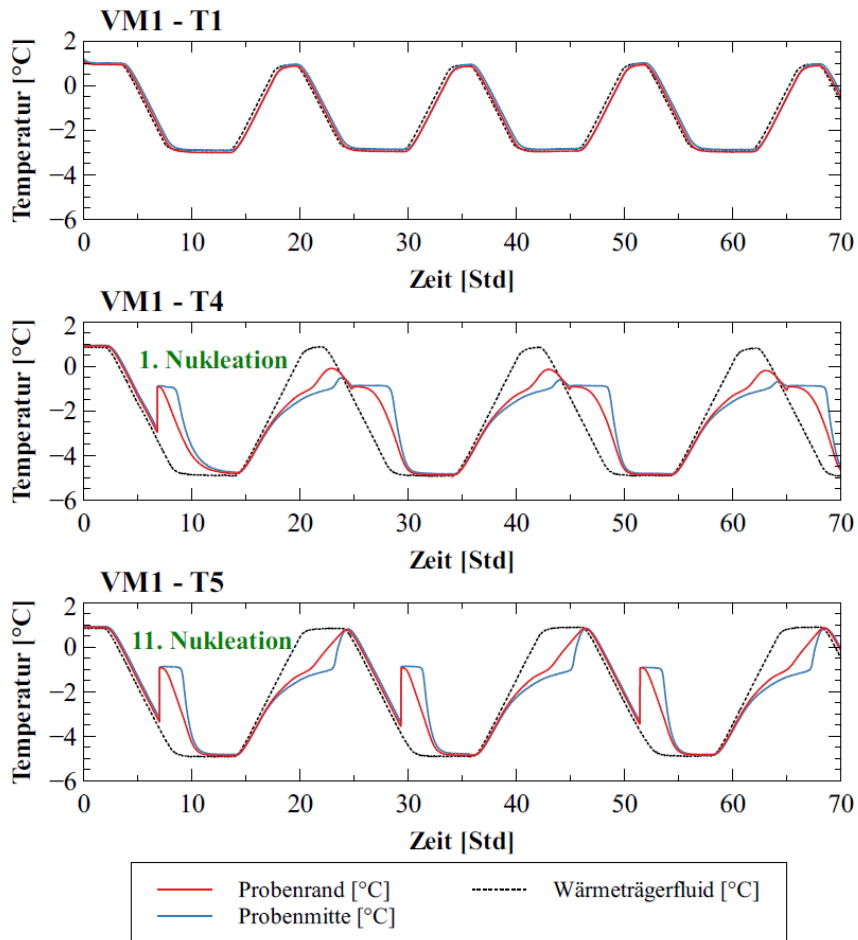 VM1 - T1
2
0
−2
−4
−6
Temperatur [°C]
0 10 20 30 40 50 60 70
Zeit [Std]
VM1 - T4
1. Nukleation
2
0
−2
−4
−6
Temperatur [°C]
0 10 20 30 40 50 60 70
Zeit [Std]
VM1 - T5
11. Nukleation
2
0
−2
−4
−6
Temperatur [°C]
0 10 20 30 40 50 60 70
Zeit [Std]
Probenrand [°C] Wärmeträgerfluid [°C]
Probenmitte [°C]